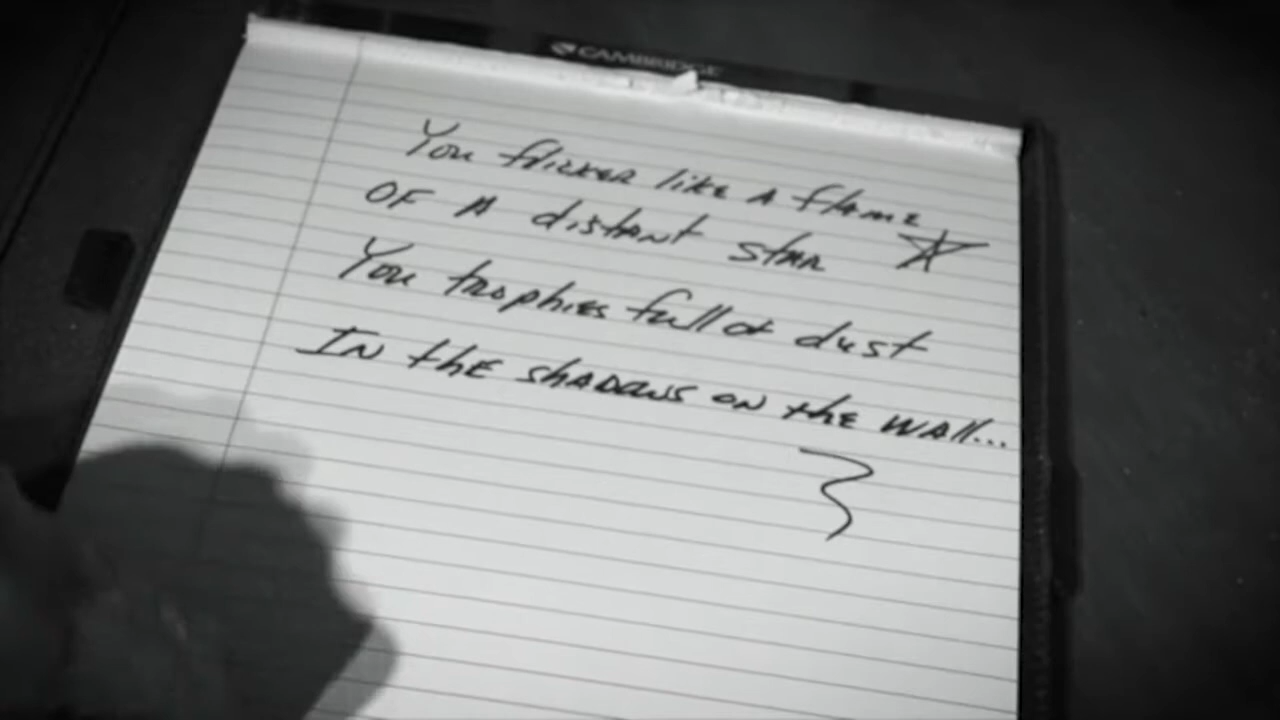 CAMBRIDGE
You flicker like a flame
OF A distant star
You trophies full of dust
IN the shadows on the wall...